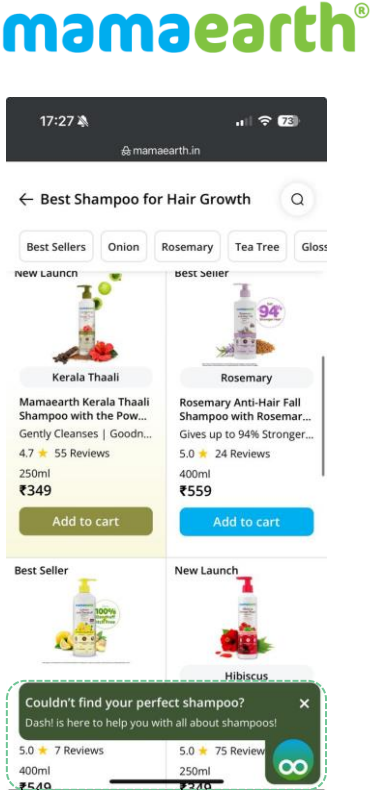 mamaearth®
17:27
73
mamaearth.in
← Best Shampoo for Hair Growth
Best Sellers
Onion
Rosemary
Tea Tree
Glos
New Launch
Best Seller
94%
Kerala Thaali
Rosemary
Mamaearth Kerala Thaali
Shampoo with the Pow...
Gently Cleanses | Goodn...
4.7 ★ 55 Reviews
250ml
₹349
Add to cart
Rosemary Anti-Hair Fall
Shampoo with Rosemar...
Gives up to 94% Stronger...
5.0 ★ 24 Reviews
400ml
₹559
Add to cart
Best Seller
New Launch
100%
Hibiscus
Couldn't find your perfect shampoo?
×
Dash! is here to help you with all about shampoos!
5.0 ★ 7 Reviews
400ml
₹549
5.0 ★ 75 Review
250ml
₹349